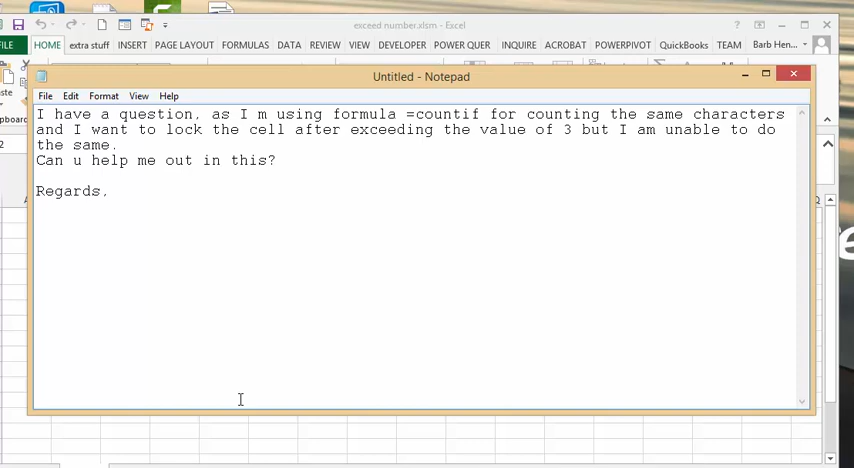 exceed number.xlsm - Excel
FILE HOME extra stuff INSERT PAGE LAYOUT FORMULAS DATA REVIEW VIEW DEVELOPER POWER QUER INQUIRE ACROBAT POWERPIVOT QuickBooks TEAM Barb Hen...
Untitled - Notepad
File Edit Format View Help
I have a question, as I m using formula =countif for counting the same characters
and I want to lock the cell after exceeding the value of 3 but I am unable to do
the same.
Can u help me out in this?
Regards,